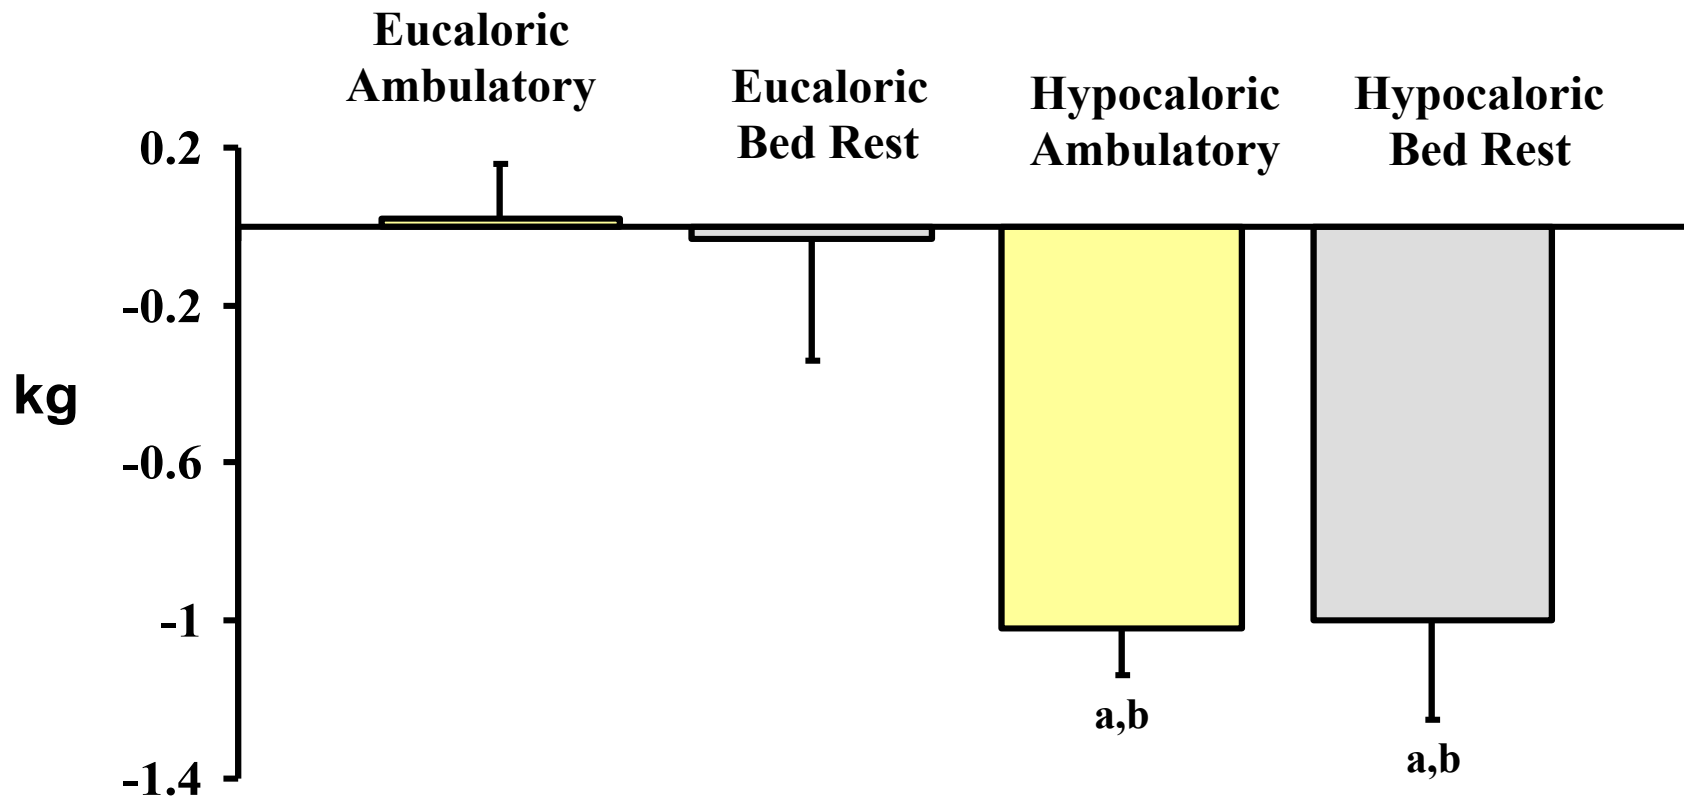 Eucaloric
Ambulatory
Eucaloric
Bed Rest
Hypocaloric
Ambulatory
Hypocaloric
Bed Rest
0.2
-0.2
kg
-0.6
-1
-1.4
a,b
a,b